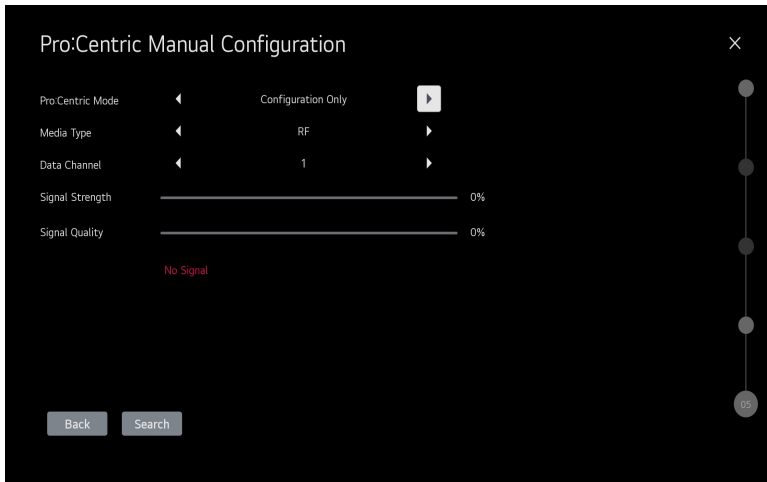 Pro:Centric Manual Configuration
Pro:Centric Mode Configuration Only
Media Type RF
Data Channel 1
Signal Strength 0%
Signal Quality 0%
No Signal
05
Back Search